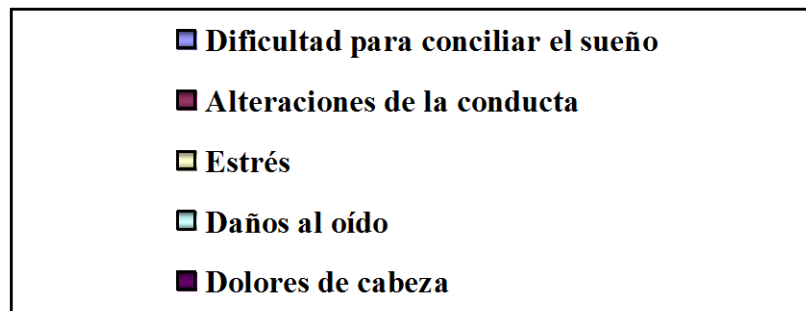 Dificultad para conciliar el sueño
Alteraciones de la conducta
Estrés
Daños al oído
Dolores de cabeza